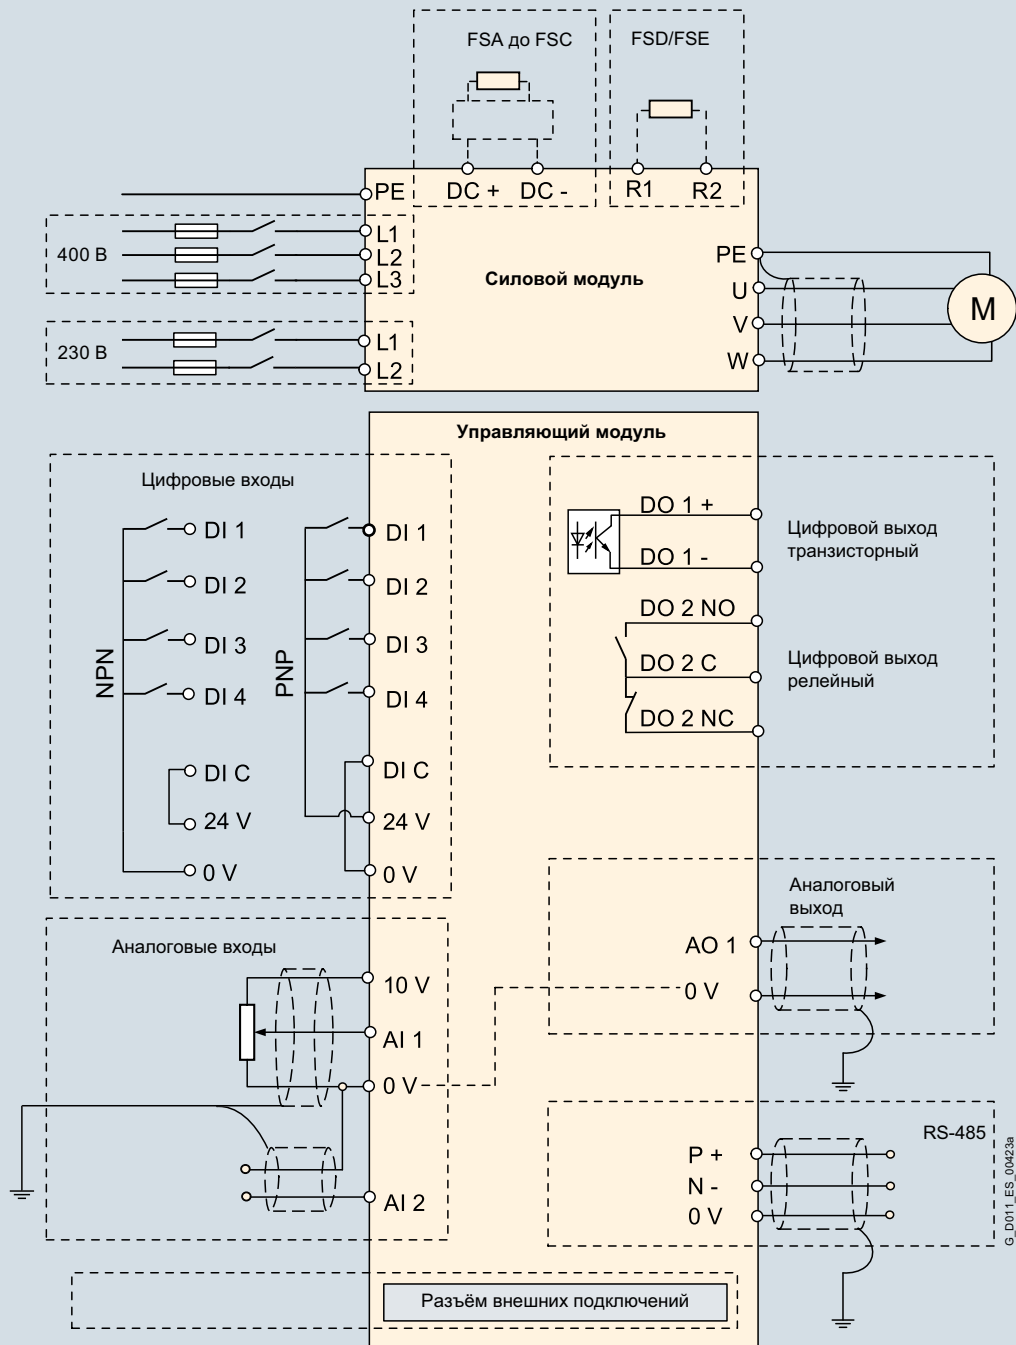 FSA до FSC
FSD/FSE
PE
DC +
DC -
R1
R2
400 В
L1
L2
L3
Силовой модуль
PE
U
V
W
M
230 В
L1
L2
Управляющий модуль
Цифровые входы
NPN
DI 1
DI 2
DI 3
DI 4
DI C
24 V
0 V
PNP
DI 1
DI 2
DI 3
DI 4
DI C
24 V
0 V
DO 1 +
DO 1 -
Цифровой выход
транзисторный
DO 2 NO
DO 2 C
DO 2 NC
Цифровой выход
релейный
Аналоговый
выход
AO 1
0 V
Аналоговые входы
10 V
AI 1
0 V
AI 2
RS-485
P +
N -
0 V
Разъём внешних подключений
G_D011_ES_00423a